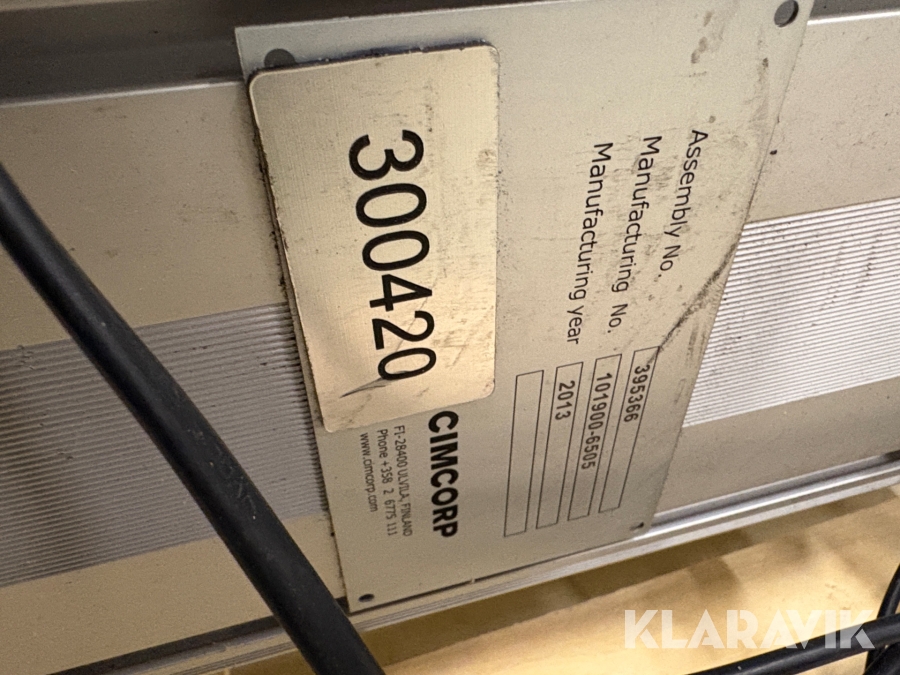 Assembly No. 395366
Manufacturing No. 101900-6505
Manufacturing year 2013
300420
CIMCORP
FI-28400 ULVILA, FINLAND
Phone +358 2 6775 111
www.cimcorp.com
KLARAVIK